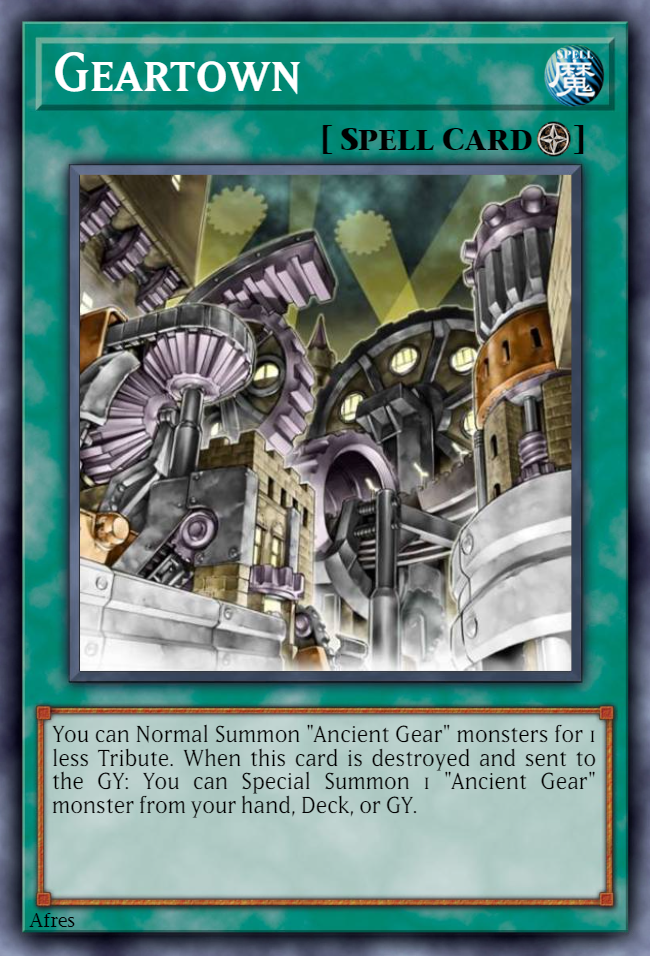 Geartown
SPELL
魔
[ Spell Card ]
You can Normal Summon "Ancient Gear" monsters for 1
less Tribute. When this card is destroyed and sent to
the GY: You can Special Summon 1 "Ancient Gear"
monster from your hand, Deck, or GY.
Afres